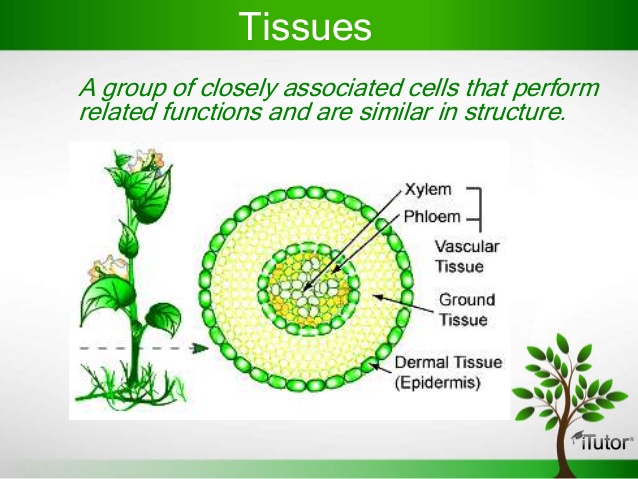 Tissues
A group of closely associated cells that perform
related functions and are similar in structure.
Xylem
Phloem
Vascular
Tissue
Ground
Tissue
Dermal Tissue
(Epidermis)
iTutor®